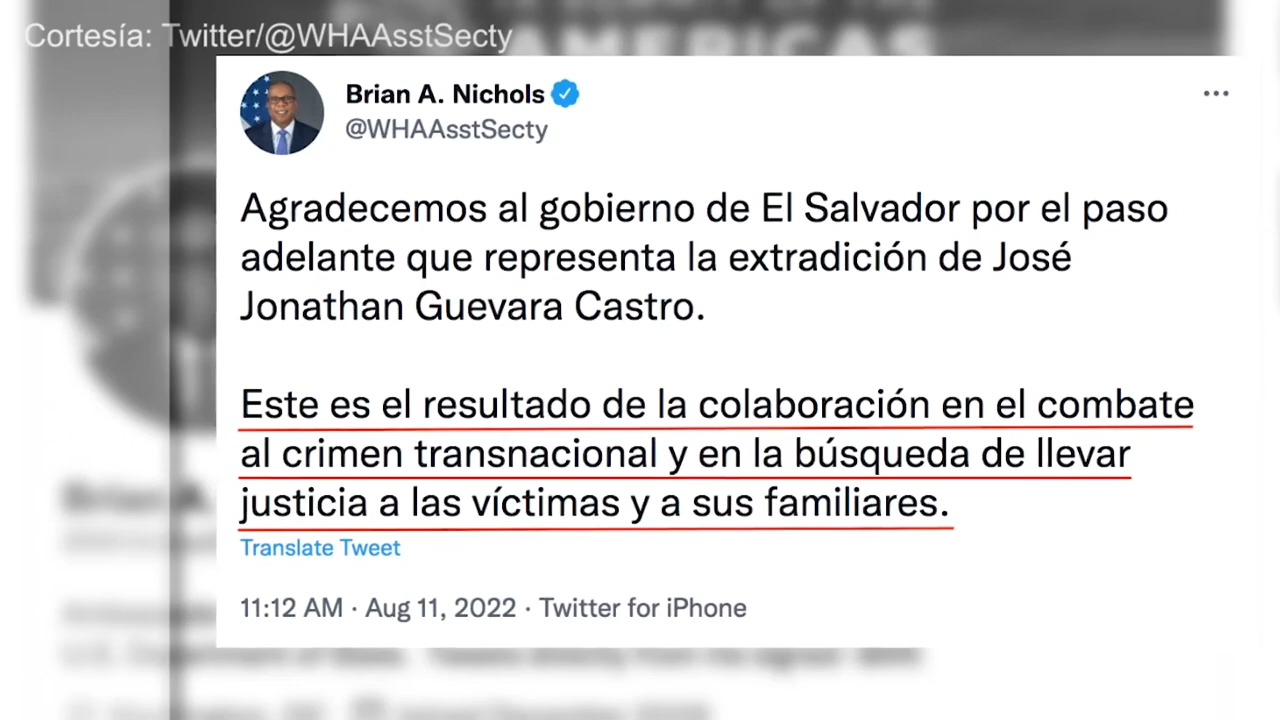 Cortesía: Twitter/@WHAAsstSecty
AMERICAS
Brian A. Nichols
@WHAAsstSecty
Agradecemos al gobierno de El Salvador por el paso
adelante que representa la extradición de José
Jonathan Guevara Castro.
Este es el resultado de la colaboración en el combate
al crimen transnacional y en la búsqueda de llevar
justicia a las víctimas y a sus familiares.
Translate Tweet
11:12 AM · Aug 11, 2022 · Twitter for iPhone
Brian A.